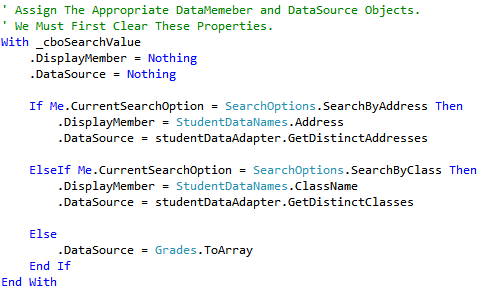 ' Assign The Appropriate DataMemeber and DataSource Objects.
' We Must First Clear These Properties.
With _cboSearchValue
    .DisplayMember = Nothing
    .DataSource = Nothing

    If Me.CurrentSearchOption = SearchOptions.SearchByAddress Then
        .DisplayMember = StudentDataNames.Address
        .DataSource = studentDataAdapter.GetDistinctAddresses

    ElseIf Me.CurrentSearchOption = SearchOptions.SearchByClass Then
        .DisplayMember = StudentDataNames.ClassName
        .DataSource = studentDataAdapter.GetDistinctClasses

    Else
        .DataSource = Grades.ToArray
    End If
End With